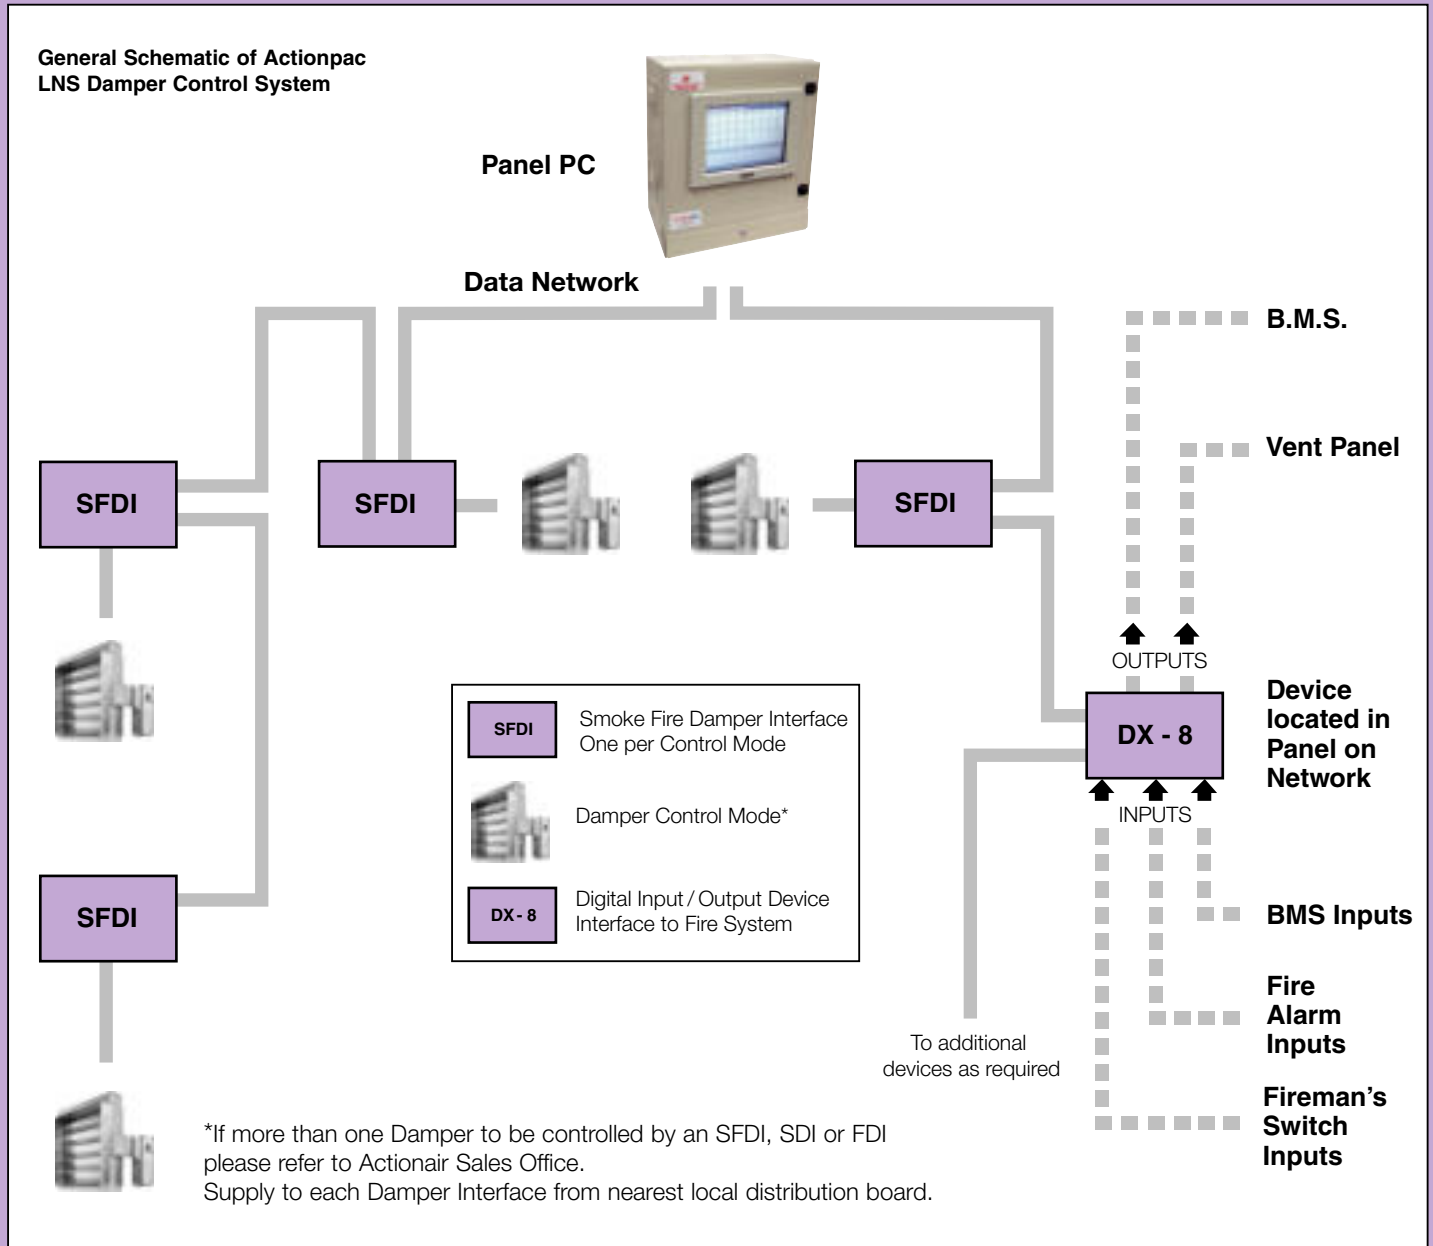 General Schematic of Actionpac
LNS Damper Control System
Panel PC
Data Network
B.M.S.
Vent Panel
SFDI
SFDI
SFDI
OUTPUTS
Device
located in
Panel on
Network
DX - 8
INPUTS
SFDI
Smoke Fire Damper Interface
One per Control Mode
Damper Control Mode*
DX - 8
Digital Input / Output Device
Interface to Fire System
SFDI
BMS Inputs
Fire
Alarm
Inputs
To additional
devices as required
Fireman's
Switch
Inputs
*If more than one Damper to be controlled by an SFDI, SDI or FDI
please refer to Actionair Sales Office.
Supply to each Damper Interface from nearest local distribution board.